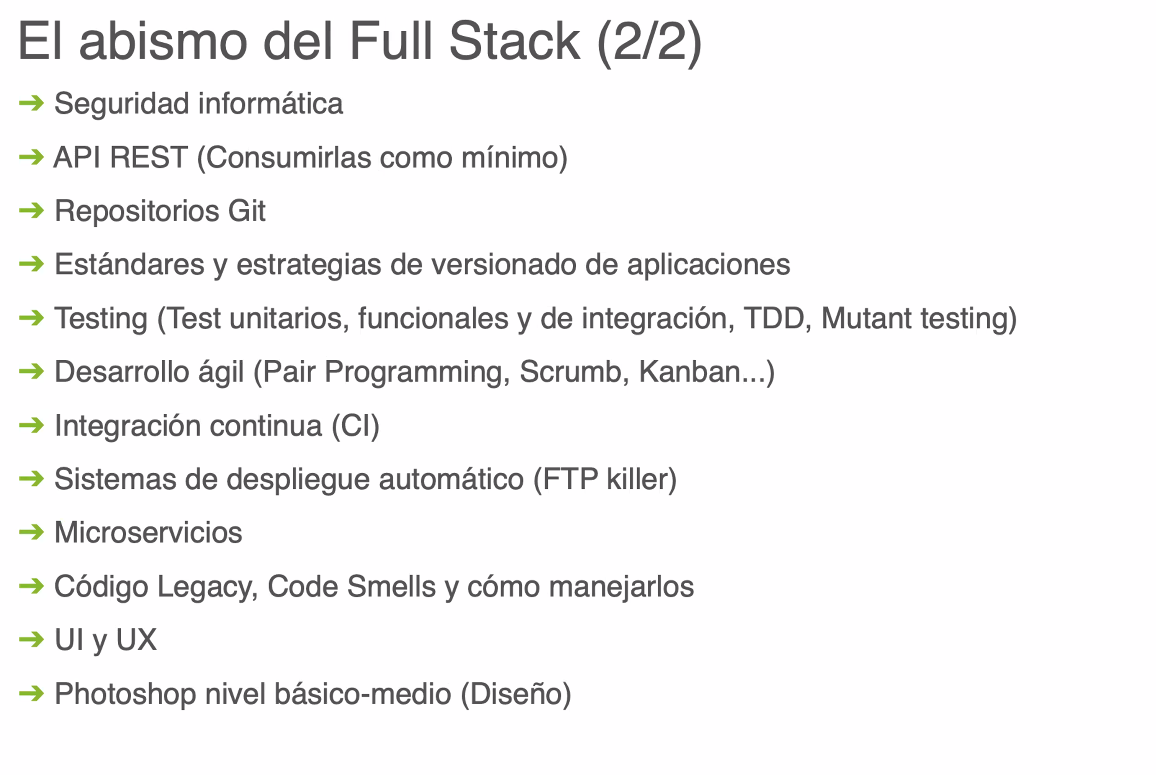 El abismo del Full Stack (2/2)
➔ Seguridad informática
➔ API REST (Consumirlas como mínimo)
➔ Repositorios Git
➔ Estándares y estrategias de versionado de aplicaciones
➔ Testing (Test unitarios, funcionales y de integración, TDD, Mutant testing)
➔ Desarrollo ágil (Pair Programming, Scrumb, Kanban...)
➔ Integración continua (CI)
➔ Sistemas de despliegue automático (FTP killer)
➔ Microservicios
➔ Código Legacy, Code Smells y cómo manejarlos
➔ UI y UX
➔ Photoshop nivel básico-medio (Diseño)